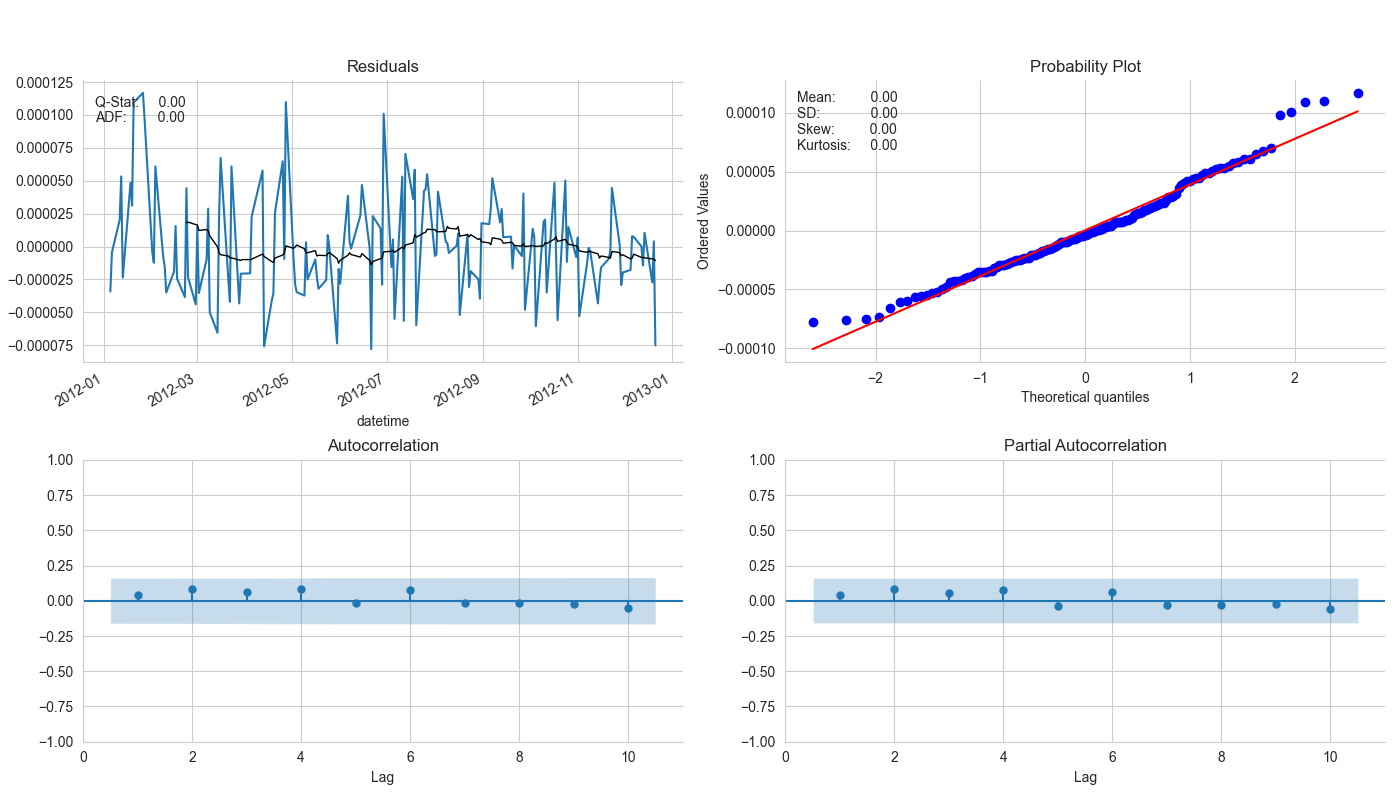 Residuals
0.000125
0.000100
0.000075
0.000050
0.000025
0.000000
−0.000025
−0.000050
−0.000075
Q-Stat: 0.00
ADF: 0.00
2012-01
2012-03
2012-05
2012-07
2012-09
2012-11
2013-01
datetime
Probability Plot
Ordered Values
0.00010
0.00005
0.00000
−0.00005
−0.00010
Mean: 0.00
SD: 0.00
Skew: 0.00
Kurtosis: 0.00
−2 −1 0 1 2
Theoretical quantiles
Autocorrelation
1.00
0.75
0.50
0.25
0.00
−0.25
−0.50
−0.75
−1.00
0 2 4 6 8 10
Lag
Partial Autocorrelation
1.00
0.75
0.50
0.25
0.00
−0.25
−0.50
−0.75
−1.00
0 2 4 6 8 10
Lag